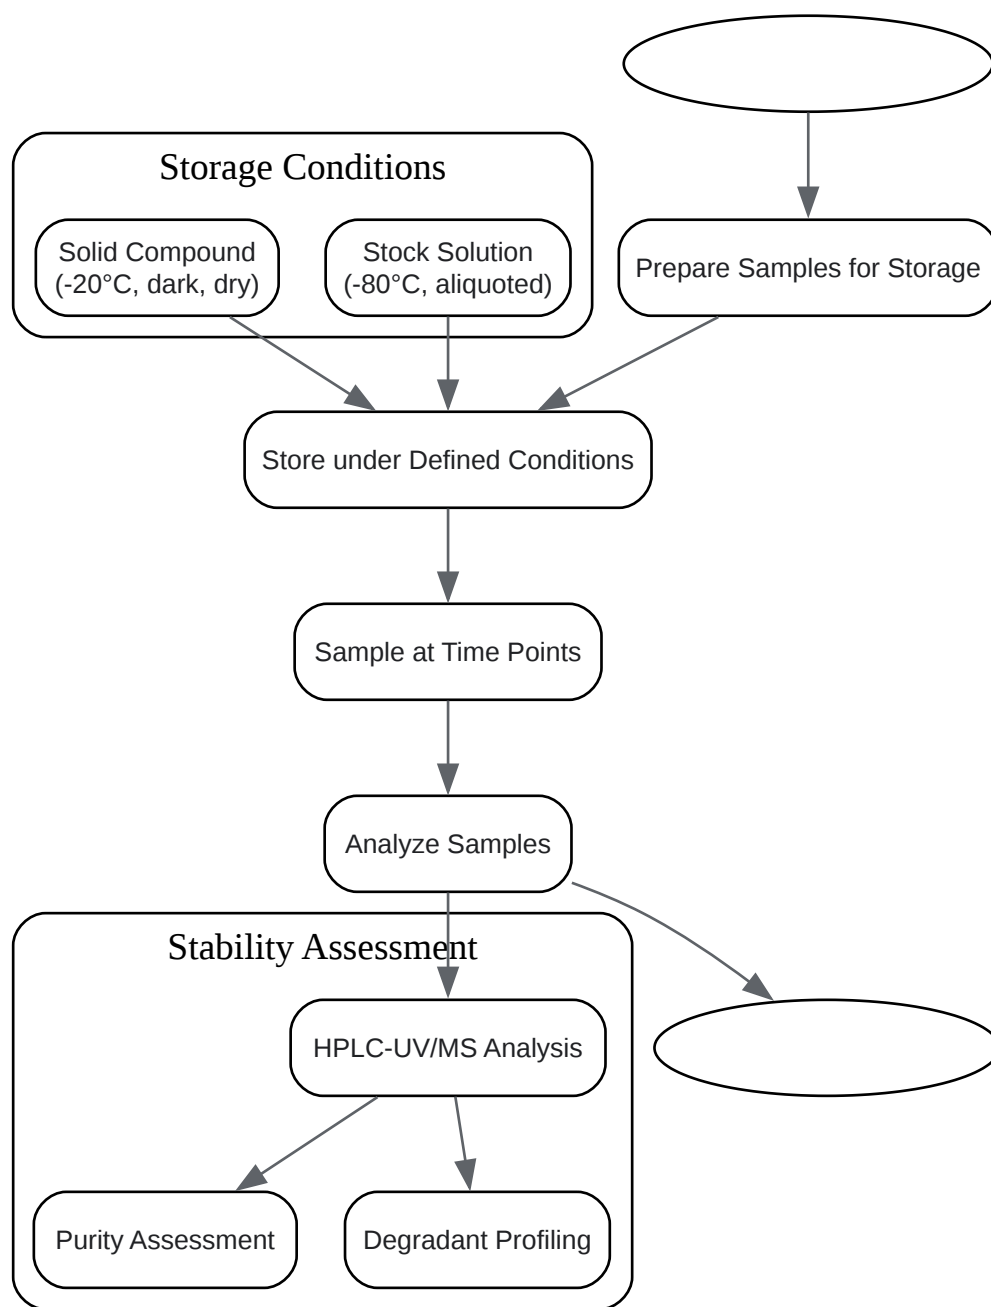 Storage Conditions
Solid Compound
(-20°C, dark, dry)
Stock Solution
(-80°C, aliquoted)
Prepare Samples for Storage
Store under Defined Conditions
Sample at Time Points
Analyze Samples
Stability Assessment
HPLC-UV/MS Analysis
Purity Assessment
Degradant Profiling